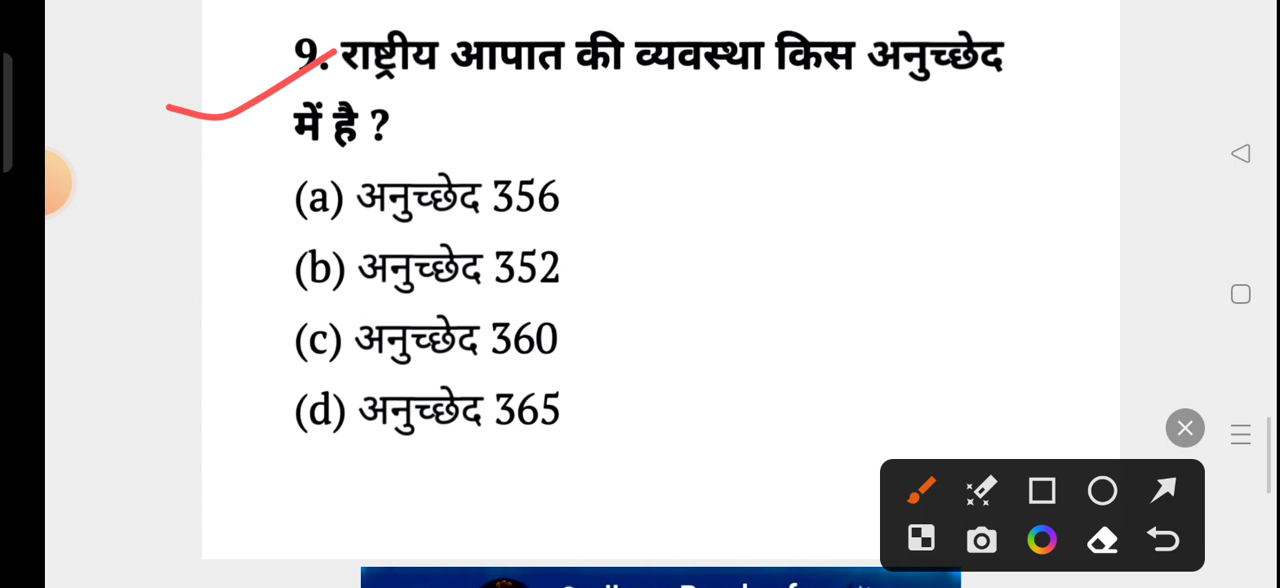 9. राष्ट्रीय आपात की व्यवस्था किस अनुच्छेद
में है ?
(a) अनुच्छेद 356
(b) अनुच्छेद 352
(c) अनुच्छेद 360
(d) अनुच्छेद 365